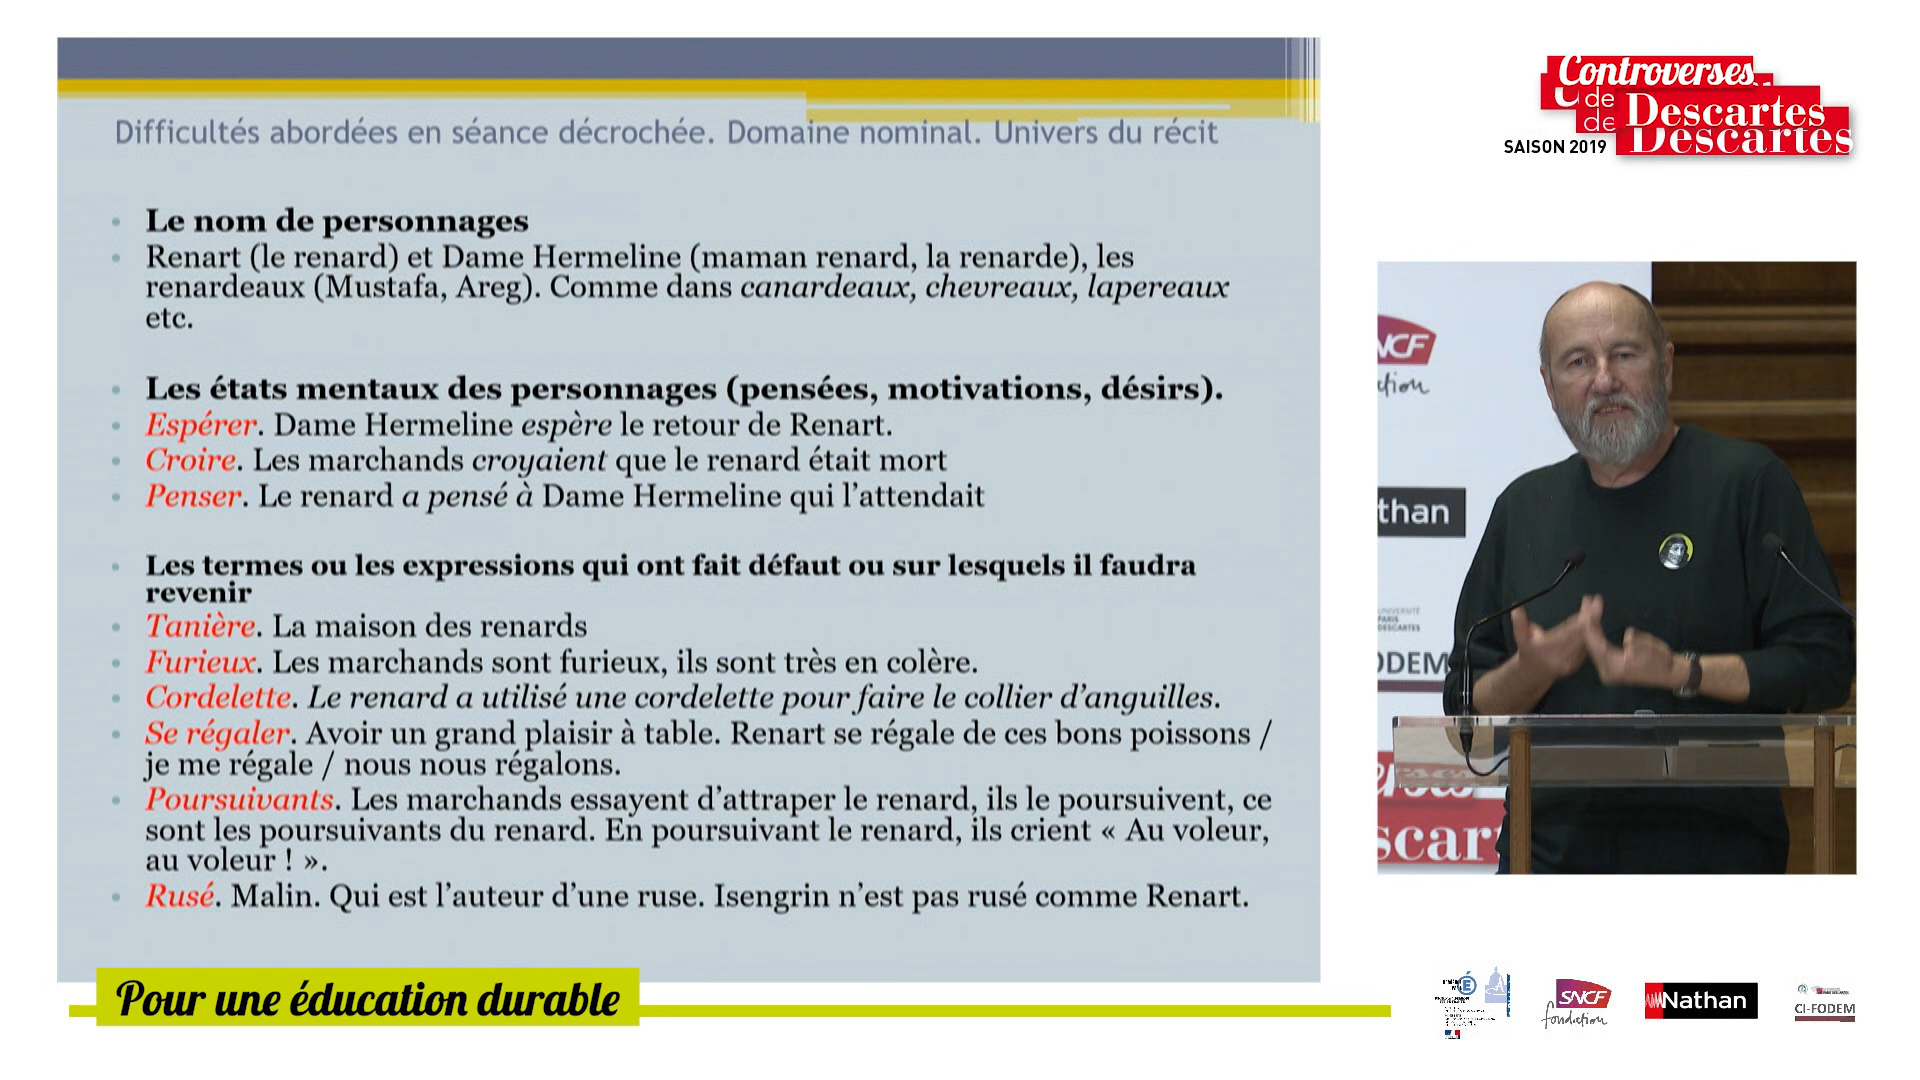 Difficultés abordées en séance décrochée. Domaine nominal. Univers du récit
Le nom de personnages
Renart (le renard) et Dame Hermeline (maman renard, la renarde), les
renardeaux (Mustafa, Areg). Comme dans canardeaux, chevreaux, lapereaux
etc.
Les états mentaux des personnages (pensées, motivations, désirs).
Espérer. Dame Hermeline espère le retour de Renart.
Croire. Les marchands croyaient que le renard était mort
Penser. Le renard a pensé à Dame Hermeline qui l'attendait
Les termes ou les expressions qui ont fait défaut ou sur lesquels il faudra
revenir
Tanière. La maison des renards
Furieux. Les marchands sont furieux, ils sont très en colère.
Cordelette. Le renard a utilisé une cordelette pour faire le collier d'anguilles.
Se régaler. Avoir un grand plaisir à table. Renart se régale de ces bons poissons /
je me régale / nous nous régalons.
Poursuivants. Les marchands essayent d'attraper le renard, ils le poursuivent, ce
sont les poursuivants du renard. En poursuivant le renard, ils crient « Au voleur,
au voleur ! ».
Rusé. Malin. Qui est l'auteur d'une ruse. Isengrin n'est pas rusé comme Renart.
Pour une éducation durable
Controverses
de Descartes
de Descartes
SAISON 2019
NCF
than
UNIVERSITÉ
PARIS
DESCARTES
ODEM
scar
SNCF
fondation
Nathan
CI-FODEM